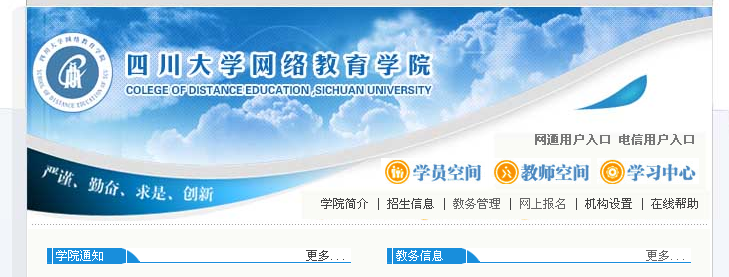 四川大学网络教育学院
COLEGE OF DISTANCE EDUCATION,SICHUAN UNIVERSITY
网通用户入口 电信用户入口
学员空间 教师空间 学习中心
严谨、勤奋、求是、创新
学院简介 | 招生信息 | 教务管理 | 网上报名 | 机构设置 | 在线帮助
学院通知 更多... 教务信息 更多...